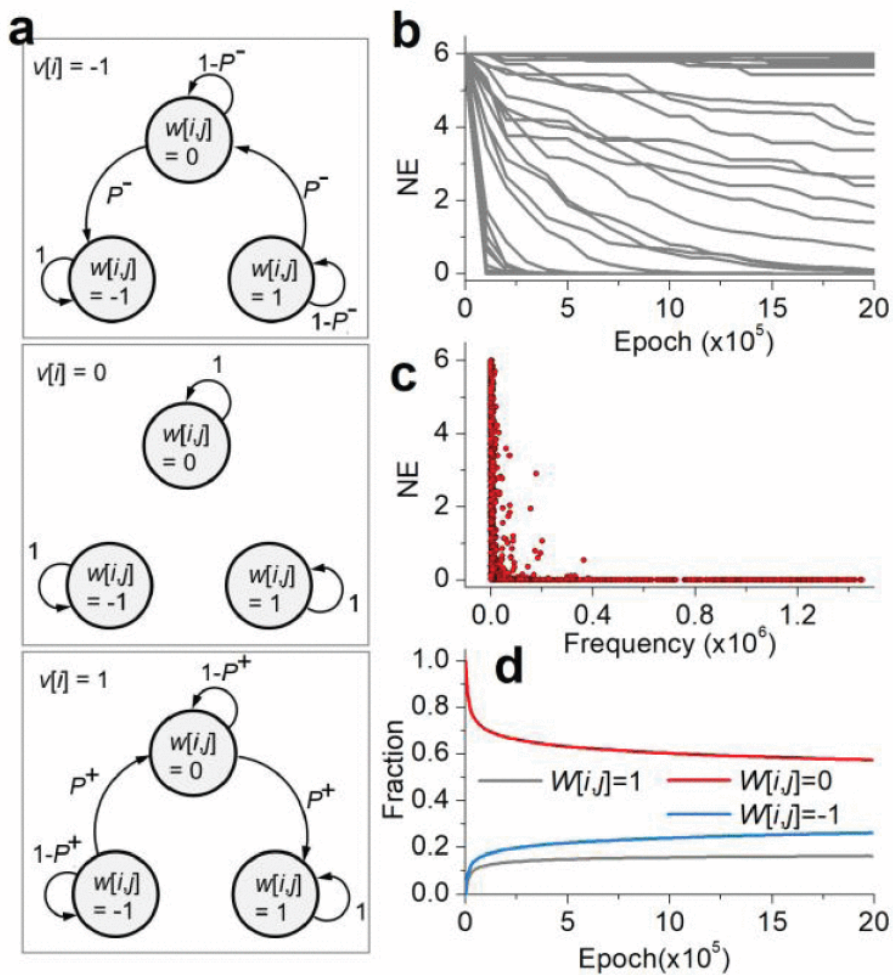 a
v[i] = -1
1-P⁻
w[i,j]
= 0
P⁻
P⁻
1
w[i,j]
= -1
w[i,j]
= 1
1-P⁻
v[i] = 0
1
w[i,j]
= 0
1
w[i,j]
= -1
w[i,j]
= 1
1
v[i] = 1
1-P⁺
w[i,j]
= 0
P⁺
P⁺
1-P⁺
w[i,j]
= -1
w[i,j]
= 1
1
b
6
4
2
0
NE
0 5 10 15 20
Epoch (x10⁵)
c
6
4
2
0
NE
0.0 0.4 0.8 1.2
Frequency (x10⁶)
d
1.0
0.8
0.6
0.4
0.2
0.0
Fraction
W[i,j]=1 W[i,j]=0
W[i,j]=-1
0 5 10 15 20
Epoch(x10⁵)